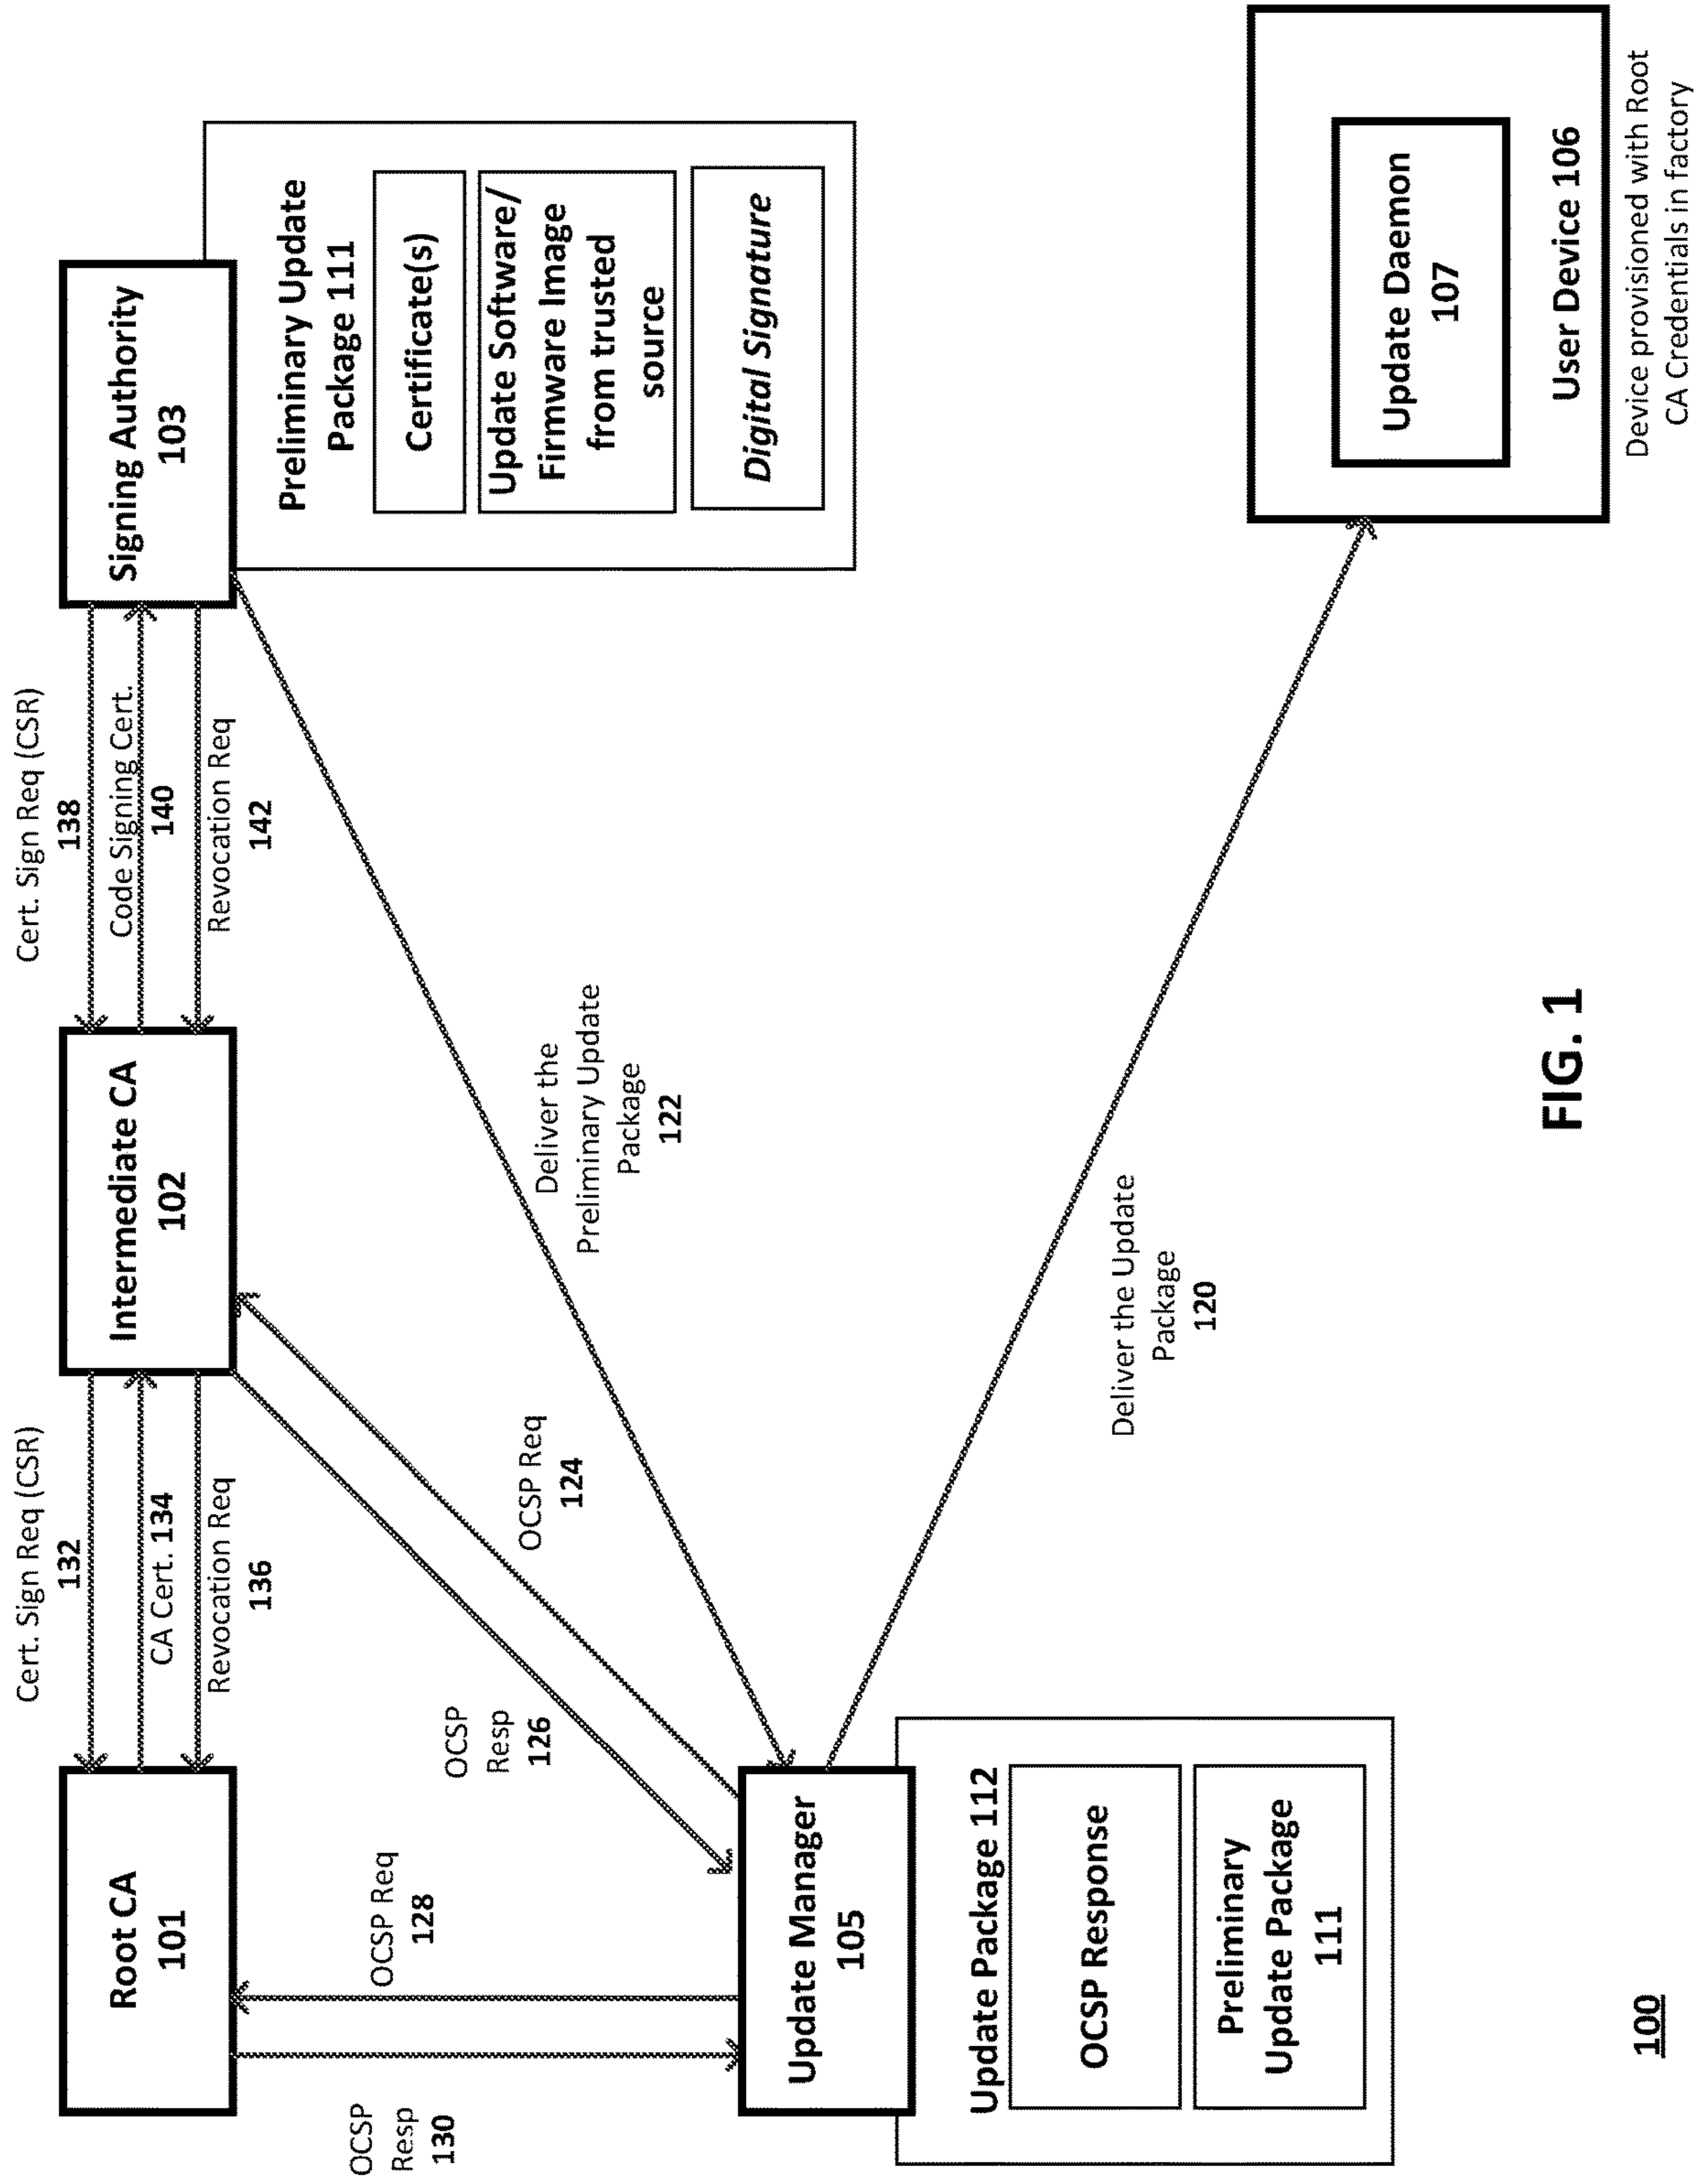 Cert. Sign Req (CSR)
132
CA Cert. 134
Revocation Req
136
Cert. Sign Req (CSR)
138
Code Signing Cert.
140
Revocation Req
142
Root CA
101
Intermediate CA
102
Signing Authority
103
Preliminary Update
Package 111
Certificate(s)
Update Software/
Firmware Image
from trusted
source
Digital Signature
OCSP
Resp
130
OCSP Req
128
OCSP
Resp
126
OCSP Req
124
Deliver the
Preliminary Update
Package
122
Update Manager
105
Update Package 112
OCSP Response
Preliminary
Update Package
111
Deliver the Update
Package
120
Update Daemon
107
User Device 106
Device provisioned with Root
CA Credentials in factory
100
FIG. 1